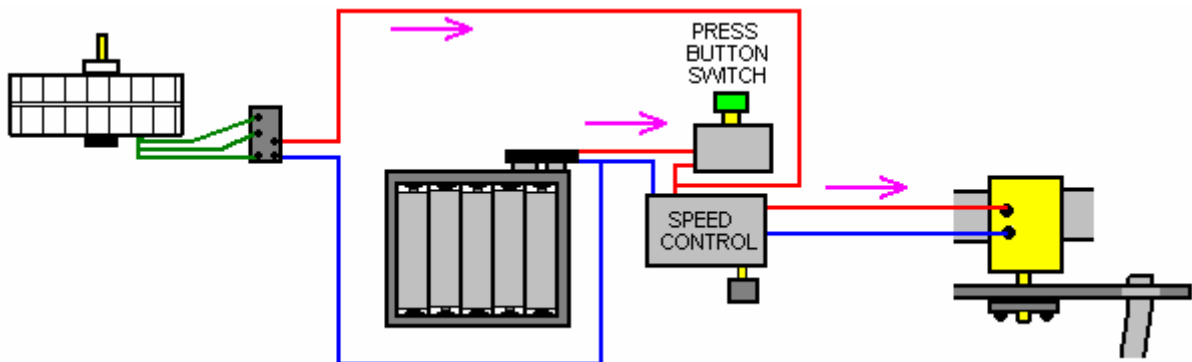 PRESS
BUTTON
SWITCH
SPEED
CONTROL